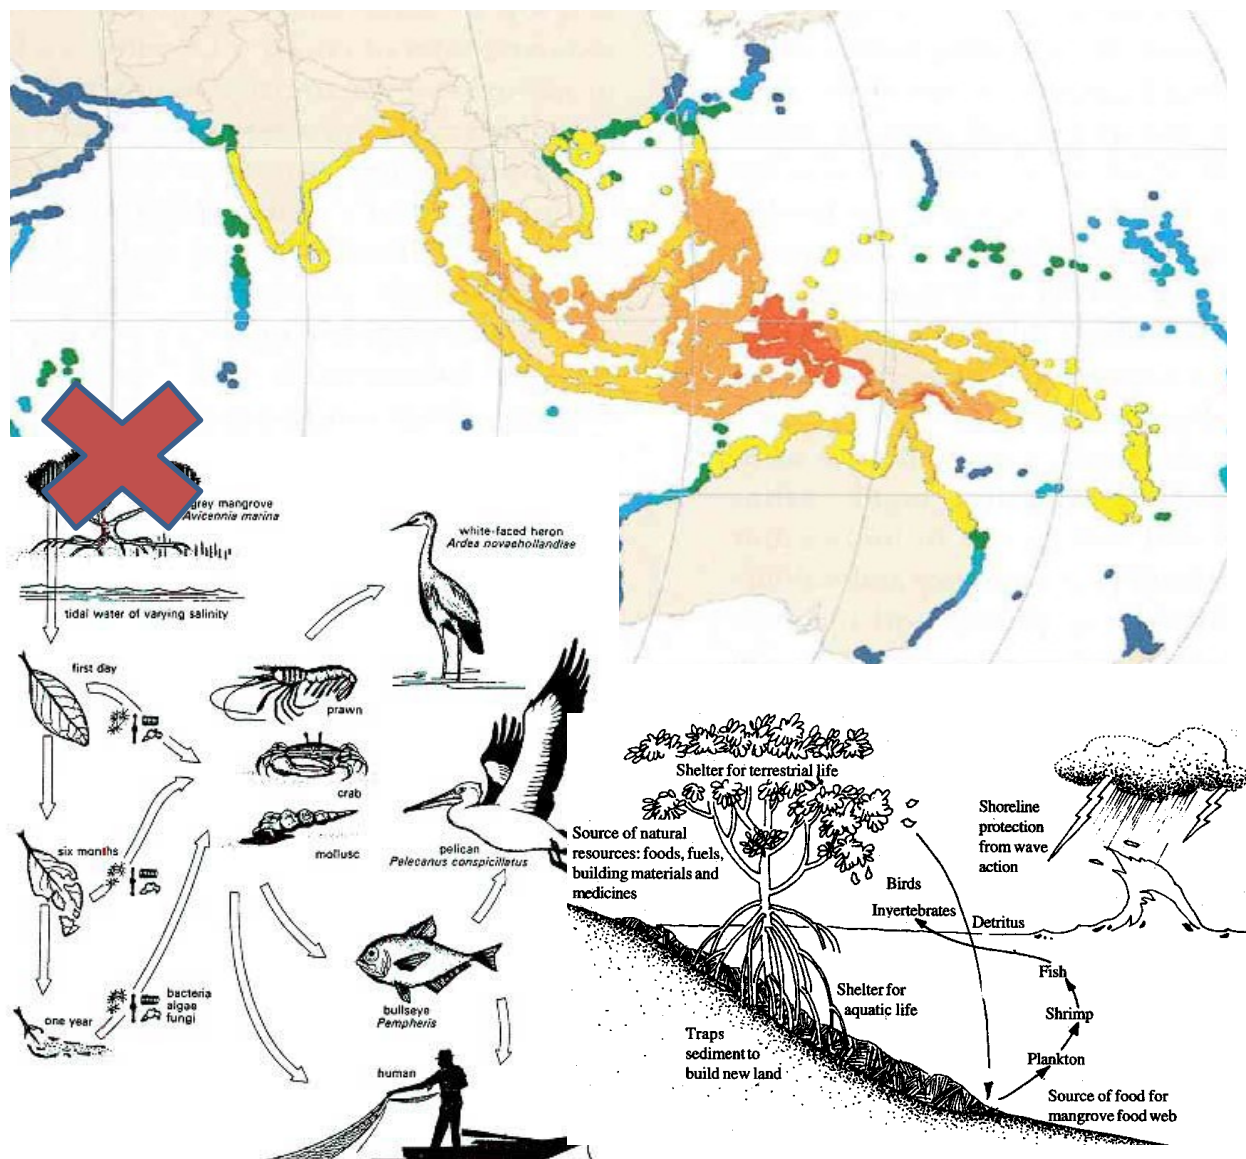 grey mangrove
Avicennia marina
tidal water of varying salinity
white-faced heron
Ardea novaehollandiae
first day
prawn
crab
mollusc
six months
pelican
Pelecanus conspicillatus
bacteria
algae
fungi
one year
bullseye
Pempheris
human
Shelter for terrestrial life
Source of natural
resources: foods, fuels,
building materials and
medicines
Shoreline
protection
from wave
action
Birds
Invertebrates
Detritus
Fish
Shelter for
aquatic life
Shrimp
Traps
sediment to
build new land
Plankton
Source of food for
mangrove food web